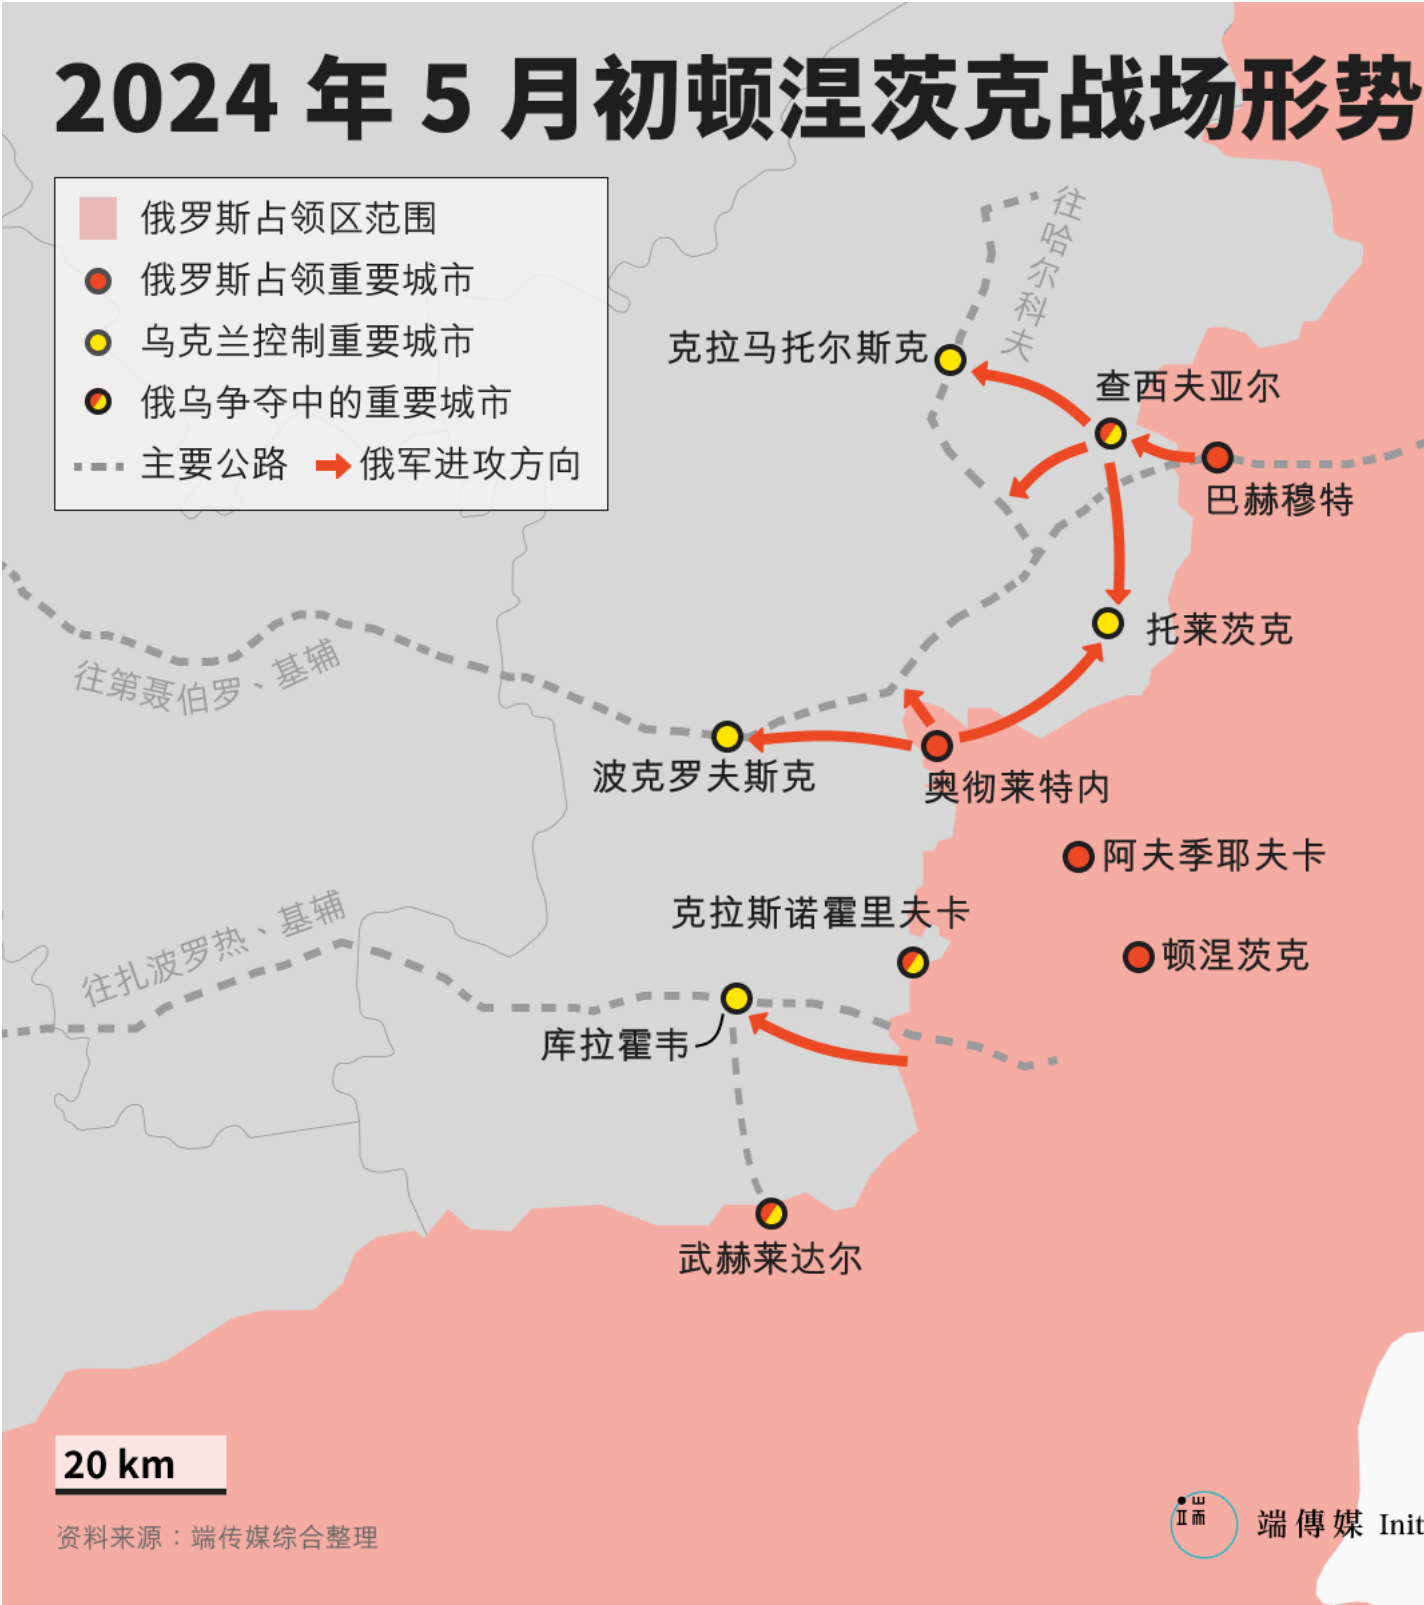 2024 年 5 月初顿涅茨克战场形势
俄罗斯占领区范围
俄罗斯占领重要城市
乌克兰控制重要城市
俄乌争夺中的重要城市
主要公路 俄军进攻方向
往哈尔科夫
克拉马托尔斯克
查西夫亚尔
巴赫穆特
托莱茨克
往第聂伯罗、基辅
波克罗夫斯克
奥彻莱特内
阿夫季耶夫卡
克拉斯诺霍里夫卡
往扎波罗热、基辅
顿涅茨克
库拉霍韦
武赫莱达尔
20 km
资料来源：端传媒综合整理
端傳媒 Init